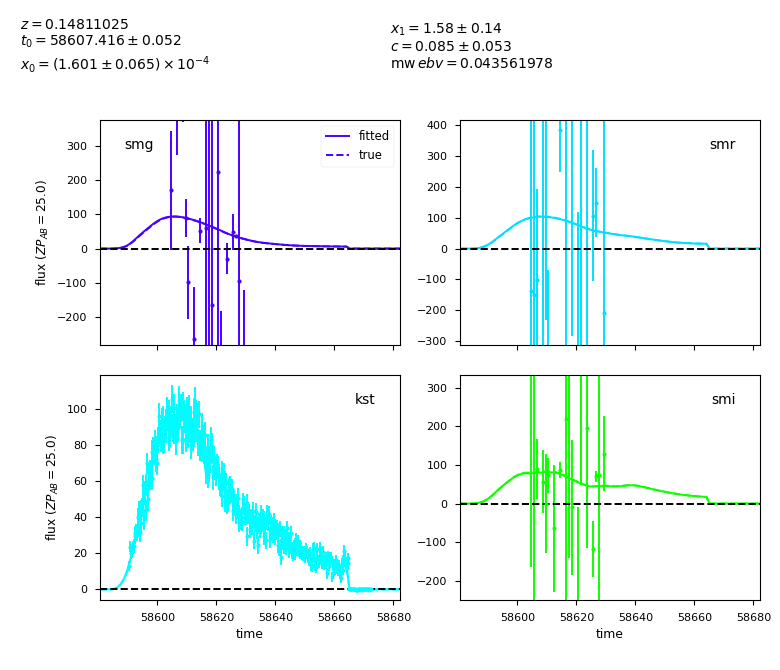 z = 0.14811025
t₀ = 58607.416 ± 0.052
x₀ = (1.601 ± 0.065) × 10⁻⁴
x₁ = 1.58 ± 0.14
c = 0.085 ± 0.053
mw ebv = 0.043561978
smg
fitted
true
300
200
100
0
−100
−200
flux (ZP_AB = 25.0)
smr
400
300
200
100
0
−100
−200
−300
kst
100
80
60
40
20
0
flux (ZP_AB = 25.0)
58600 58620 58640 58660 58680
time
smi
300
200
100
0
−100
−200
58600 58620 58640 58660 58680
time